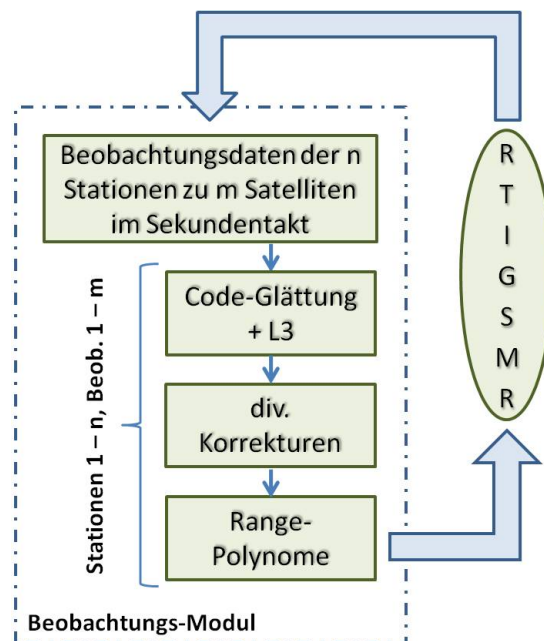 Beobachtungsdaten der n
Stationen zu m Satelliten
im Sekundentakt
Code-Glättung
+ L3
div.
Korrekturen
Range-
Polynome
Stationen 1 – n, Beob. 1 – m
Beobachtungs-Modul
R
T
I
G
S
M
R